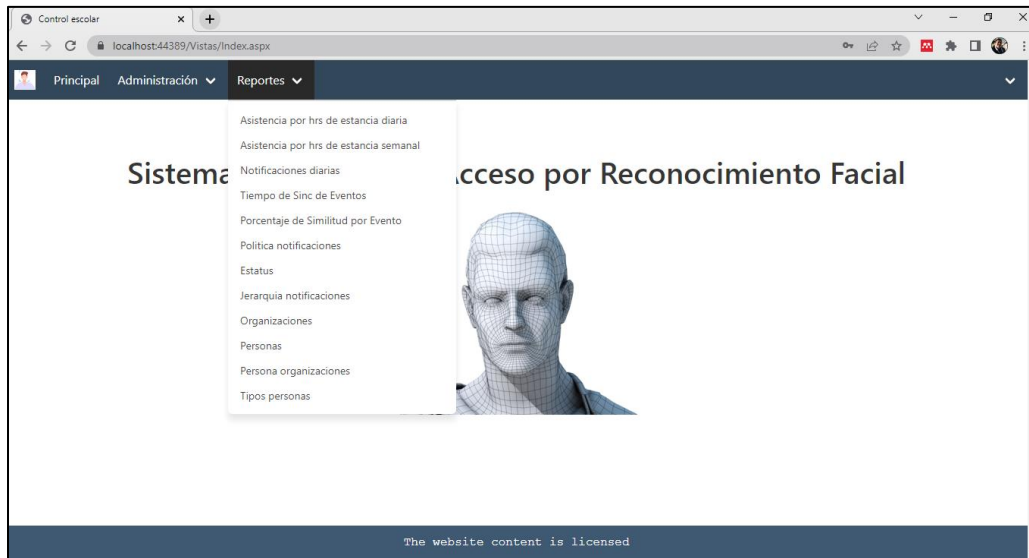 Control escolar
localhost:44389/Vistas/Index.aspx
Principal Administración Reportes
Asistencia por hrs de estancia diaria
Asistencia por hrs de estancia semanal
Sistema cceso por Reconocimiento Facial
Notificaciones diarias
Tiempo de Sinc de Eventos
Porcentaje de Similitud por Evento
Politica notificaciones
Estatus
Jerarquia notificaciones
Organizaciones
Personas
Persona organizaciones
Tipos personas
The website content is licensed